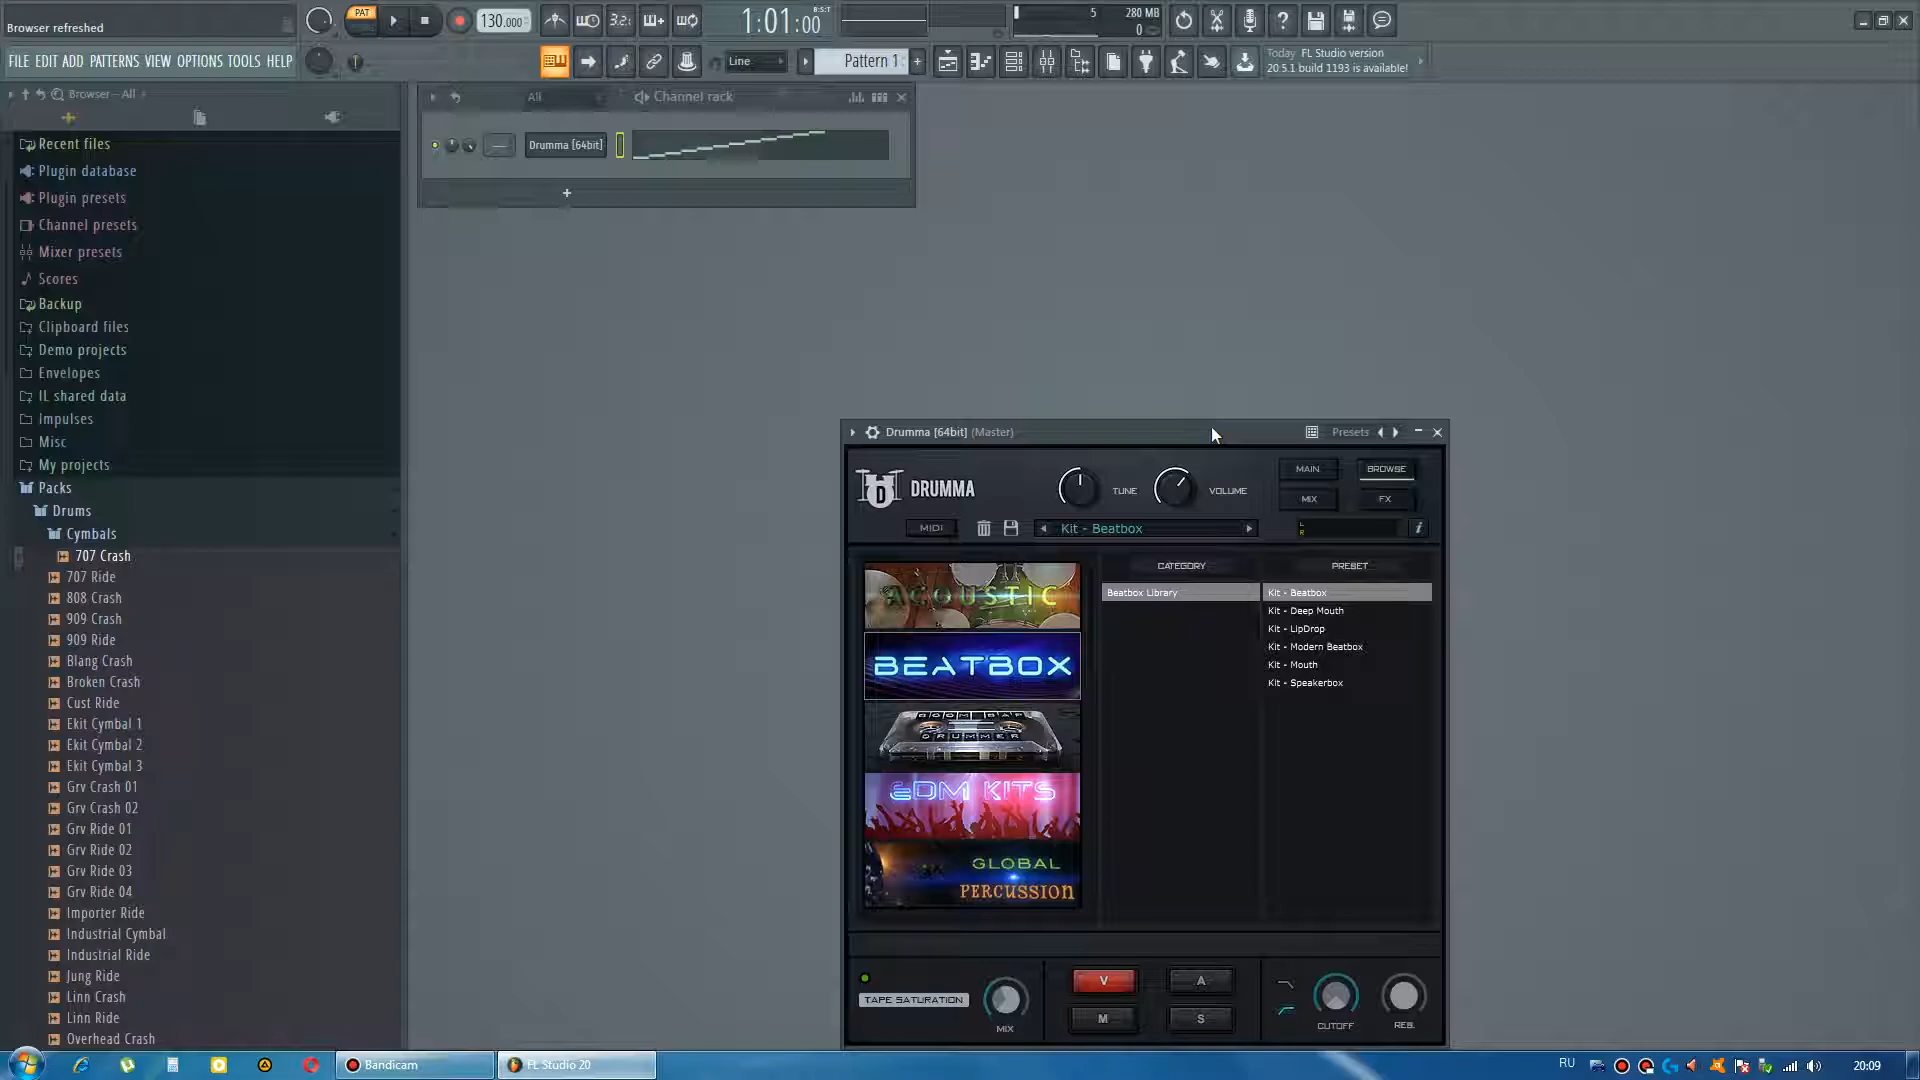 Browser refreshed
PAT
130.000
3.2.
1:01:00
B:S:T
5
280 MB
0
FILE EDIT ADD PATTERNS VIEW OPTIONS TOOLS HELP
Line
Pattern 1
+
Today FL Studio version
20.5.1 build 1193 is available!
Browser – All
All
Channel rack
Recent files
Drumma [64bit]
Plugin database
+
Plugin presets
Channel presets
Mixer presets
Scores
Backup
Clipboard files
Demo projects
Envelopes
IL shared data
Impulses
Misc
My projects
Packs
Drums
Cymbals
707 Crash
707 Ride
808 Crash
909 Crash
909 Ride
Blang Crash
Broken Crash
Cust Ride
Ekit Cymbal 1
Ekit Cymbal 2
Ekit Cymbal 3
Grv Crash 01
Grv Crash 02
Grv Ride 01
Grv Ride 02
Grv Ride 03
Grv Ride 04
Importer Ride
Industrial Cymbal
Industrial Ride
Jung Ride
Linn Crash
Linn Ride
Overhead Crash
Drumma [64bit] (Master)
Presets
D
DRUMMA
TUNE
VOLUME
MAIN
BROWSE
MIX
FX
MIDI
Kit - Beatbox
L
R
i
ACOUSTIC
BEATBOX
BOOM BAP
DRUMMER
EDM KITS
GLOBAL
PERCUSSION
CATEGORY
PRESET
Beatbox Library
Kit - Beatbox
Kit - Deep Mouth
Kit - LipDrop
Kit - Modern Beatbox
Kit - Mouth
Kit - Speakerbox
TAPE SATURATION
MIX
V
A
M
S
CUTOFF
RES.
Bandicam
FL Studio 20
RU
20:09